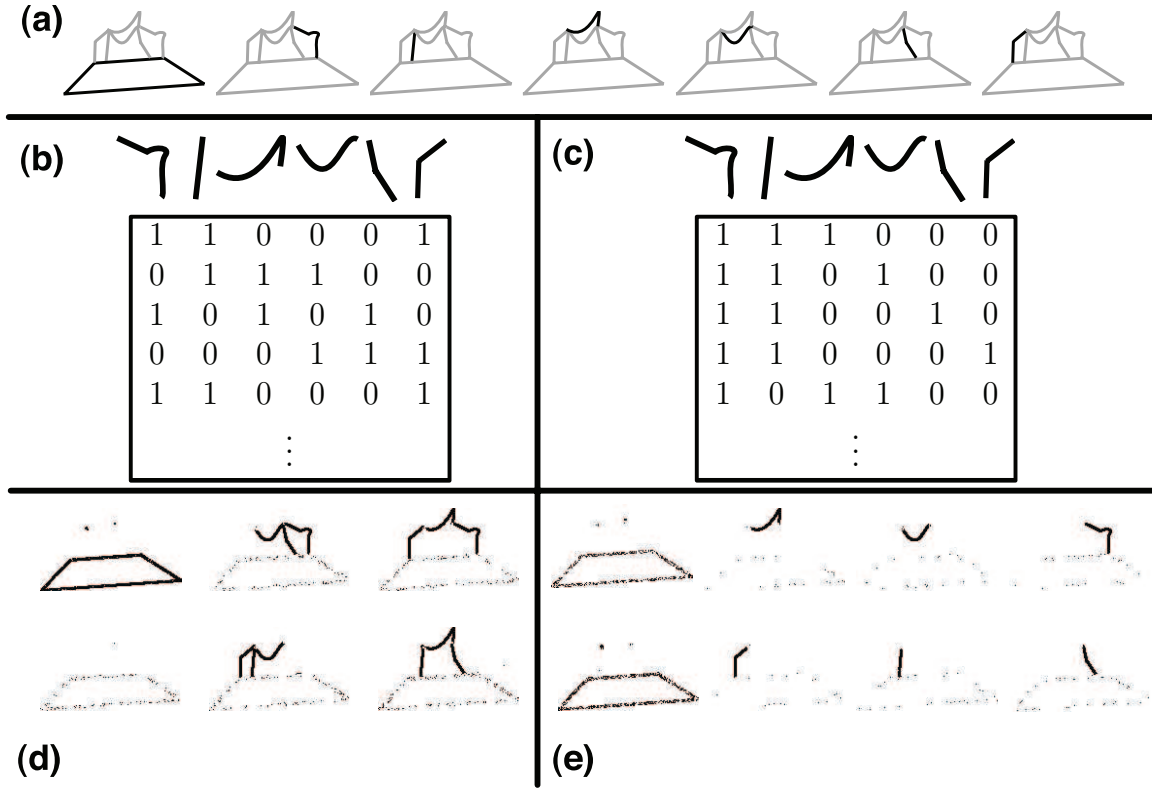 (a)
(b)
1 1 0 0 0 1
0 1 1 1 0 0
1 0 1 0 1 0
0 0 0 1 1 1
1 1 0 0 0 1
⋮
(c)
1 1 1 0 0 0
1 1 0 1 0 0
1 1 0 0 1 0
1 1 0 0 0 1
1 0 1 1 0 0
⋮
(d)
(e)